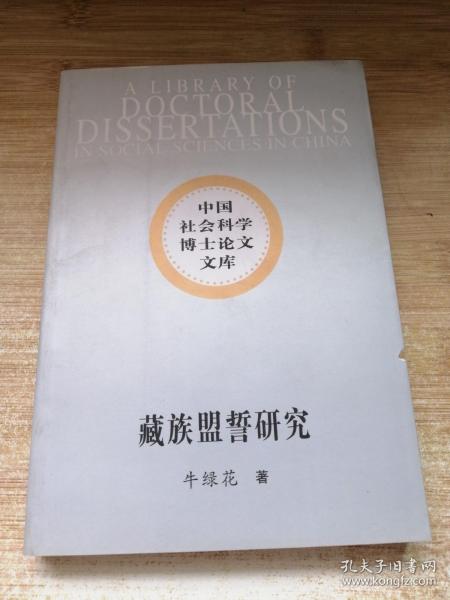 A LIBRARY OF
DOCTORAL
DISSERTATIONS
IN SOCIAL SCIENCES IN CHINA
中国
社会科学
博士论文
文库
藏族盟誓研究
牛绿花 著
孔夫子旧书网
www.kongfz.com